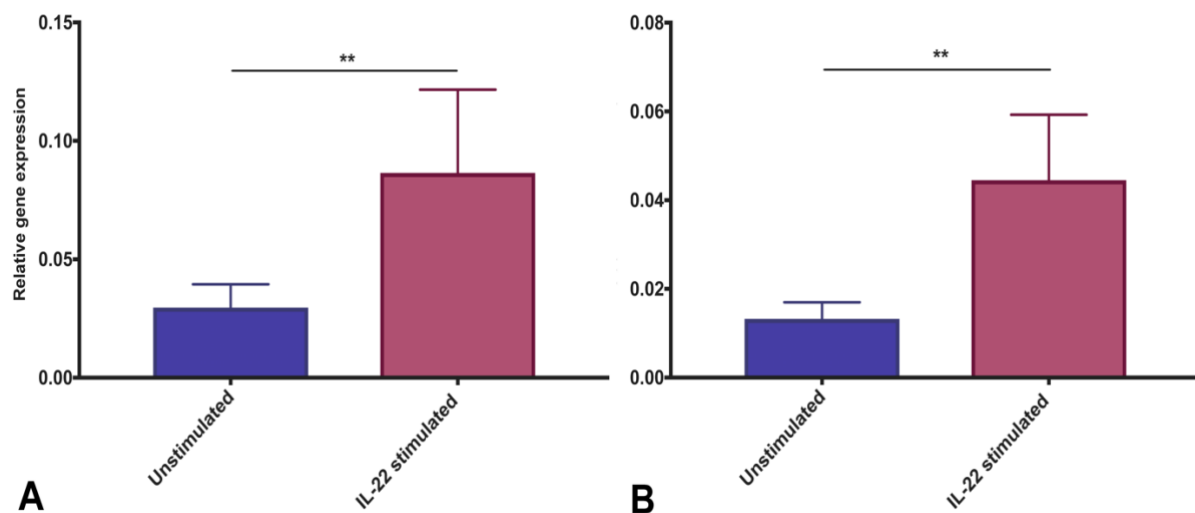 Relative gene expression
0.15
0.10
0.05
0.00
**
Unstimulated
IL-22 stimulated
A
0.08
0.06
0.04
0.02
0.00
**
Unstimulated
IL-22 stimulated
B